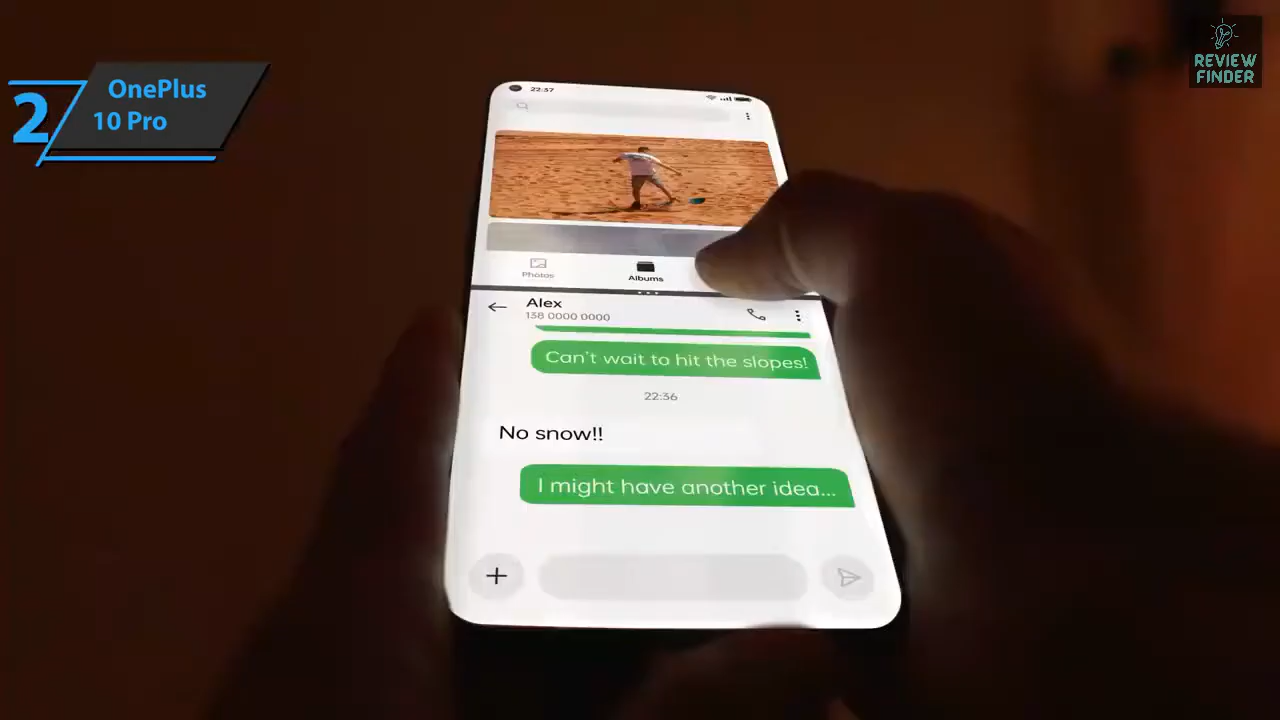 2
OnePlus
10 Pro
REVIEW
FINDER
22:37
Photos
Albums
Alex
138 0000 0000
Can't wait to hit the slopes!
22:36
No snow!!
I might have another idea...